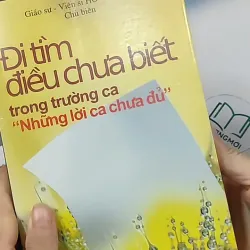 Giáo sư - Viện sĩ
Chủ biên
Đi tìm
điều chưa biết
trong trường ca
"Những lời ca chưa đủ"